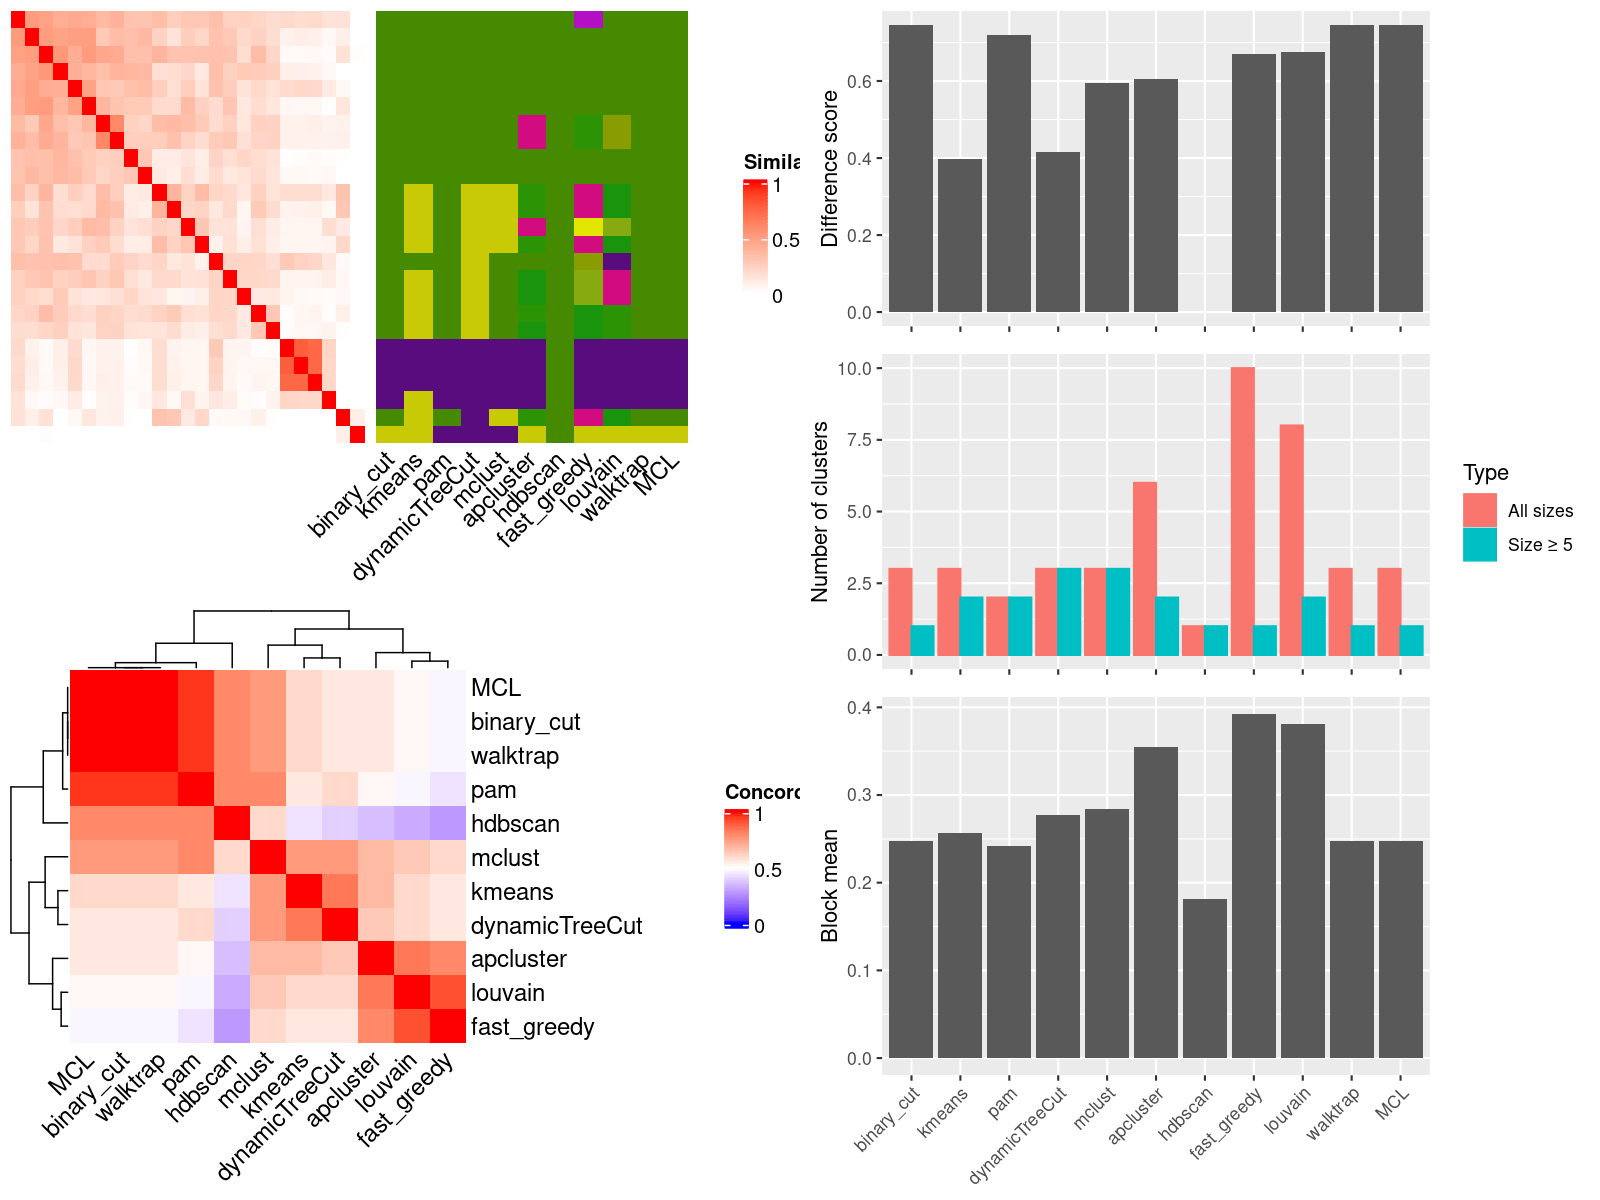 Simila
1
0.5
0
binary_cut
kmeans
pam
dynamicTreeCut
mclust
apcluster
hdbscan
fast_greedy
louvain
walktrap
MCL
MCL
binary_cut
walktrap
pam
hdbscan
mclust
kmeans
dynamicTreeCut
apcluster
louvain
fast_greedy
MCL
binary_cut
walktrap
pam
hdbscan
mclust
kmeans
dynamicTreeCut
apcluster
louvain
fast_greedy
Concord
1
0.5
0
Difference score
0.6
0.4
0.2
0.0
Number of clusters
10.0
7.5
5.0
2.5
0.0
Type
All sizes
Size ≥ 5
Block mean
0.4
0.3
0.2
0.1
0.0
binary_cut
kmeans
pam
dynamicTreeCut
mclust
apcluster
hdbscan
fast_greedy
louvain
walktrap
MCL